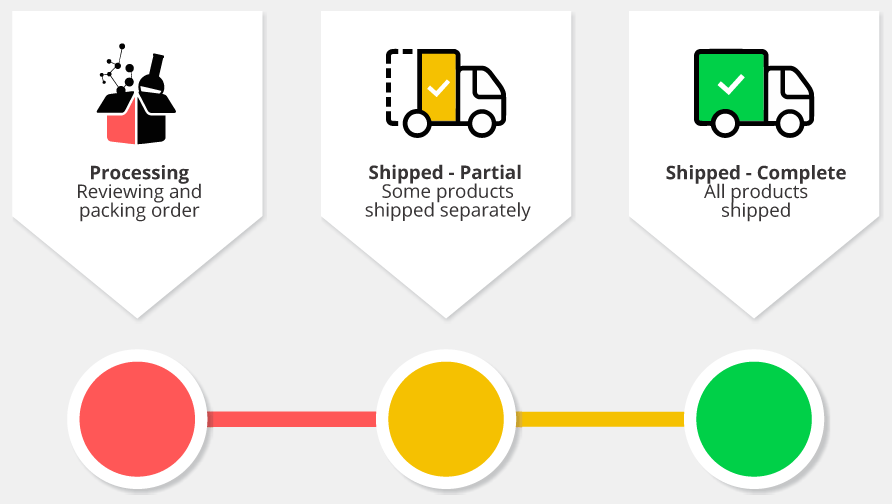 Processing
Reviewing and
packing order
Shipped - Partial
Some products
shipped separately
Shipped - Complete
All products
shipped